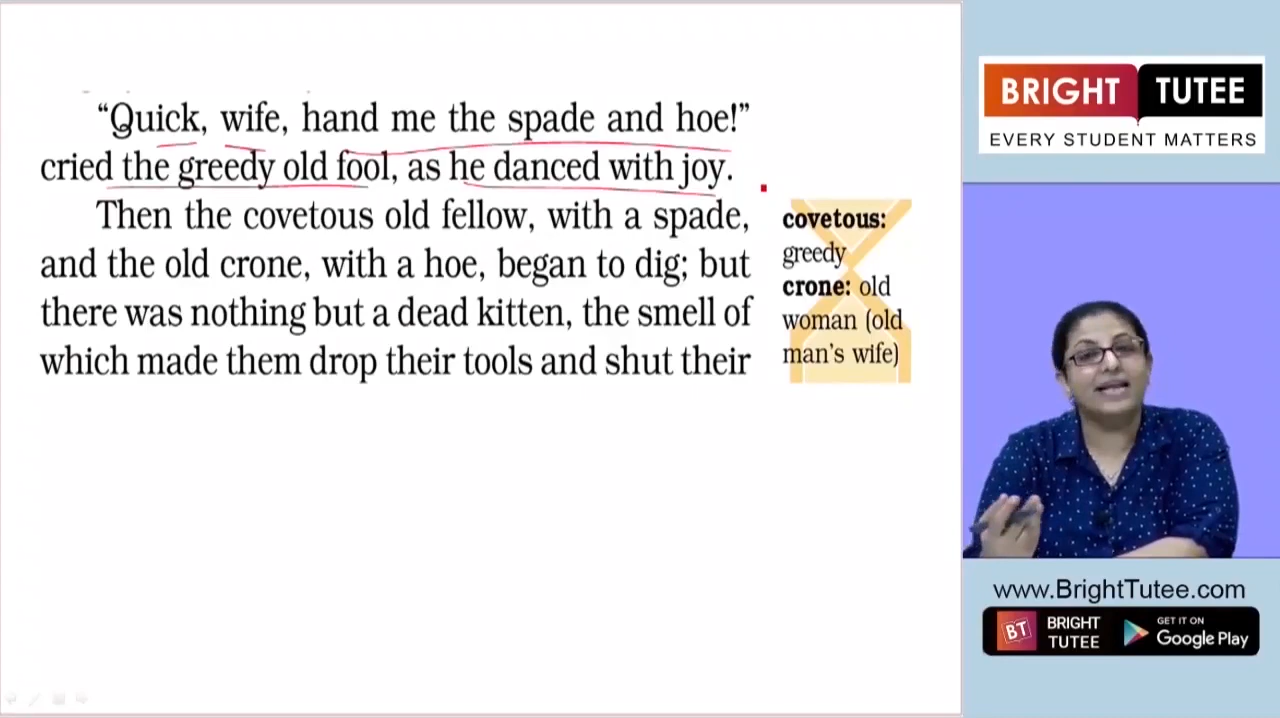 “Quick, wife, hand me the spade and hoe!”
cried the greedy old fool, as he danced with joy.
Then the covetous old fellow, with a spade,
and the old crone, with a hoe, began to dig; but
there was nothing but a dead kitten, the smell of
which made them drop their tools and shut their
covetous:
greedy
crone: old
woman (old
man’s wife)
BRIGHT TUTEE
EVERY STUDENT MATTERS
www.BrightTutee.com
BT BRIGHT TUTEE
GET IT ON
Google Play